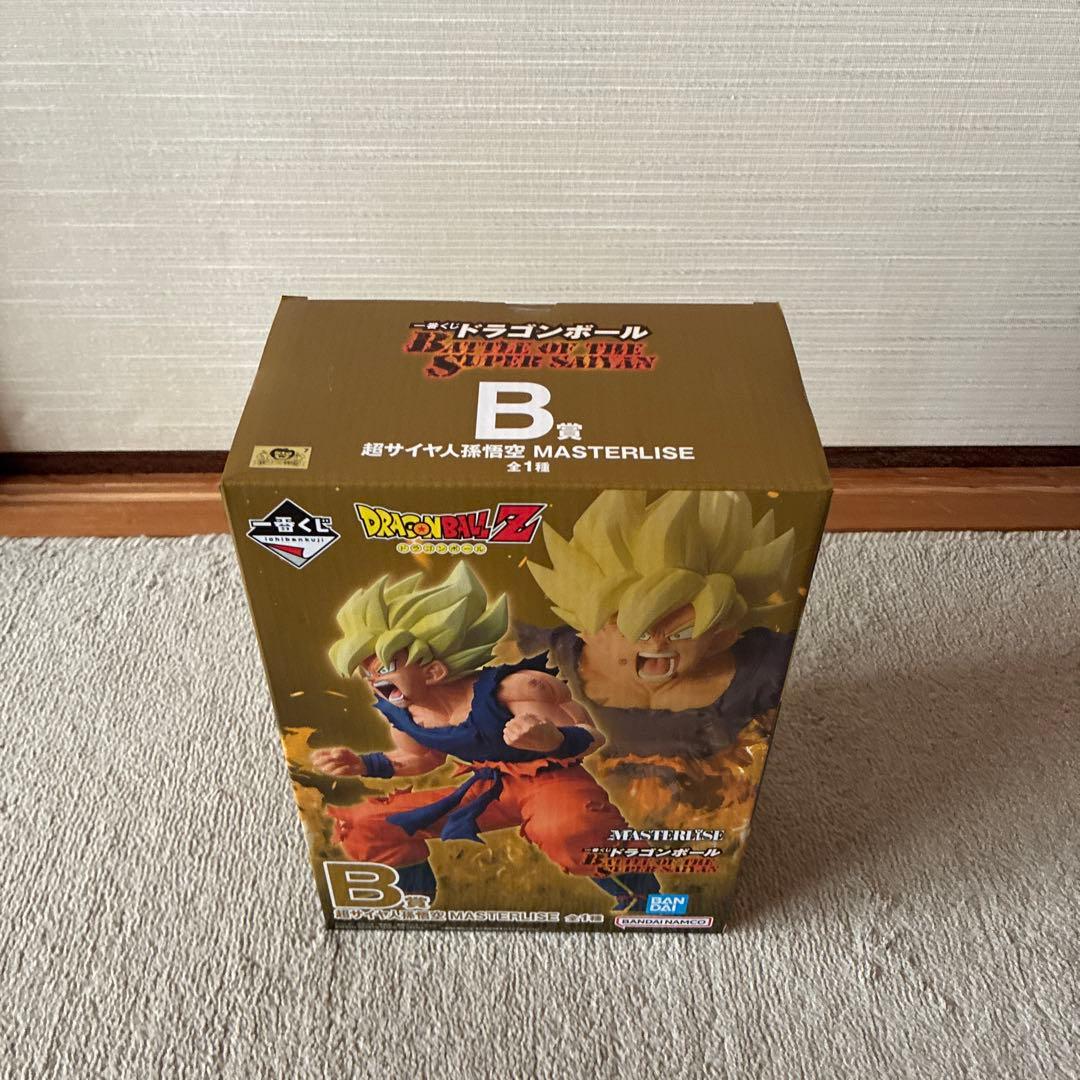 一番くじ ドラゴンボール
BATTLE OF THE
SUPER SAIYAN
B賞
超サイヤ人孫悟空 MASTERLISE
全1種
一番くじ
ichibankuji
DRAGON BALL Z
ドラゴンボール
MASTERLISE
一番くじ ドラゴンボール
BATTLE OF THE
SUPER SAIYAN
B賞
超サイヤ人孫悟空 MASTERLISE 全1種
BAN
DAI
BANDAI NAMCO